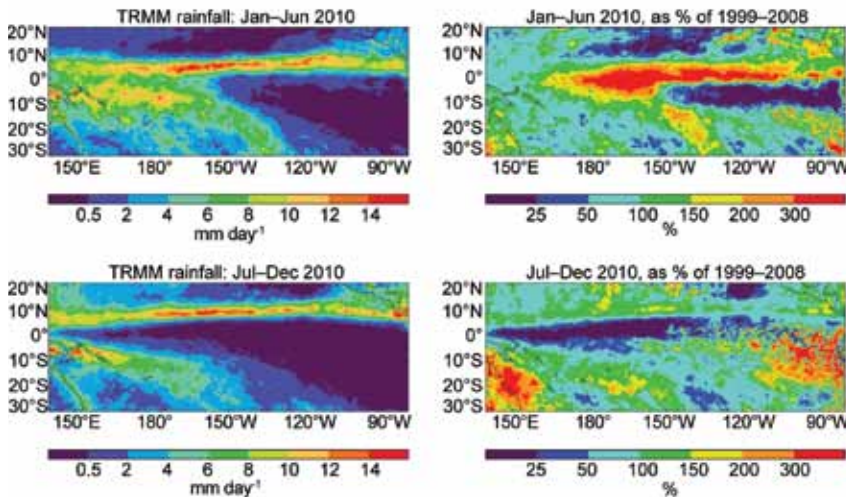 TRMM rainfall: Jan–Jun 2010
20°N
10°N
0°
10°S
20°S
30°S
150°E 180° 150°W 120°W 90°W
0.5 2 4 6 8 10 12 14
mm day-1
Jan–Jun 2010, as % of 1999–2008
20°N
10°N
0°
10°S
20°S
30°S
150°E 180° 150°W 120°W 90°W
25 50 100 150 200 300
%
TRMM rainfall: Jul–Dec 2010
20°N
10°N
0°
10°S
20°S
30°S
150°E 180° 150°W 120°W 90°W
0.5 2 4 6 8 10 12 14
mm day-1
Jul–Dec 2010, as % of 1999–2008
20°N
10°N
0°
10°S
20°S
30°S
150°E 180° 150°W 120°W 90°W
25 50 100 150 200 300
%